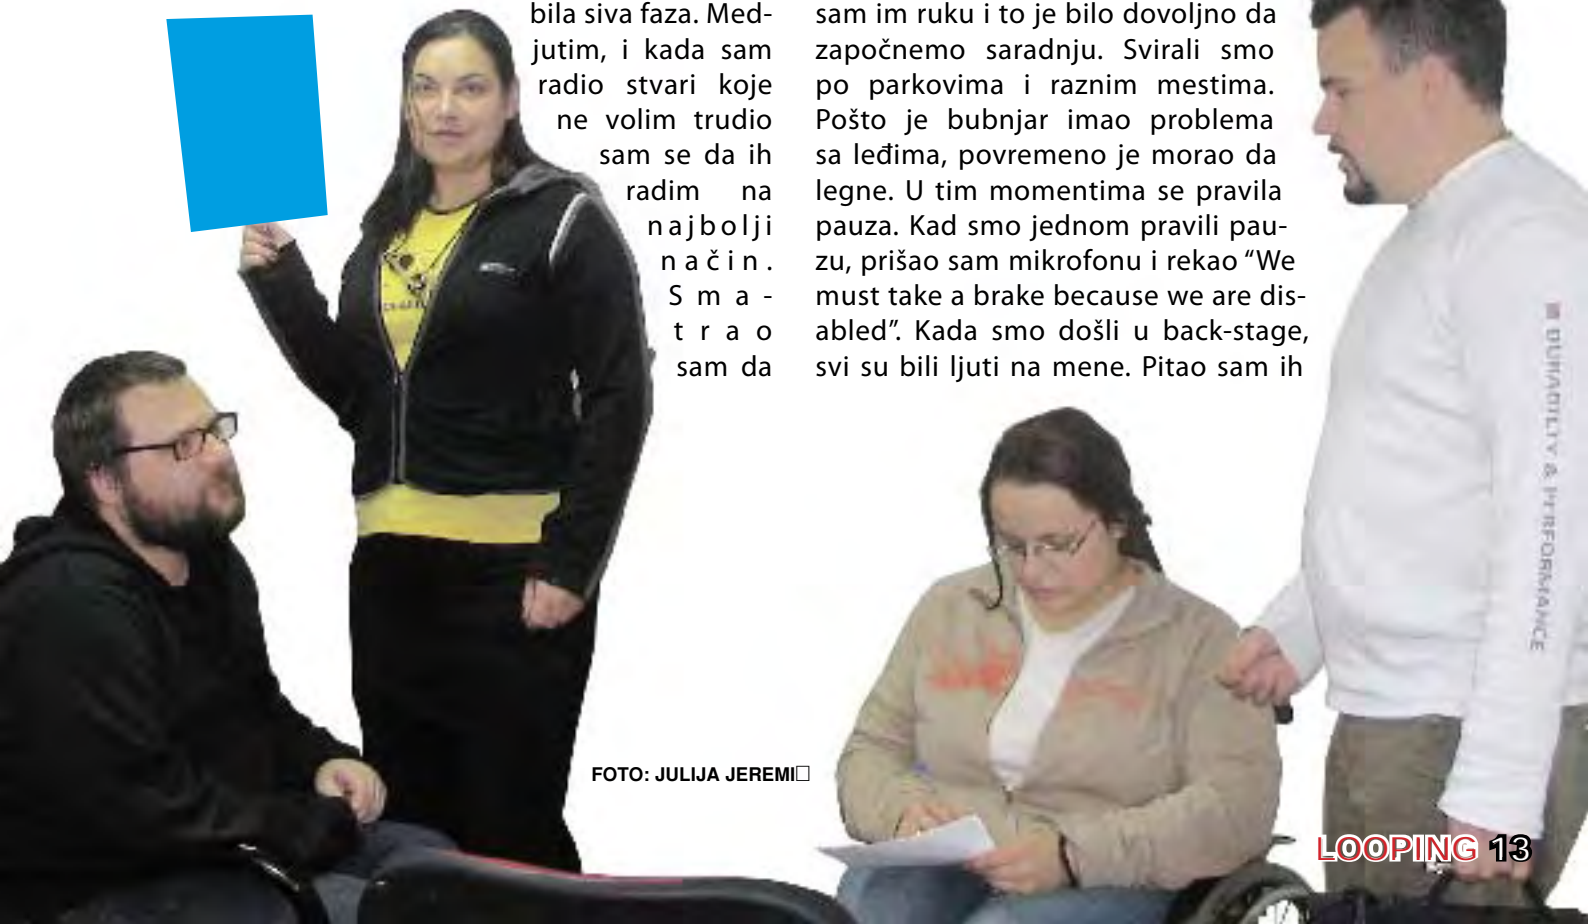 bila siva faza. Med-
jutim, i kada sam
radio stvari koje
ne volim trudio
sam se da ih
radim na
najbolji
način.
Sma-
trao
sam da
sam im ruku i to je bilo dovoljno da
započnemo saradnju. Svirali smo
po parkovima i raznim mestima.
Pošto je bubnjar imao problema
sa leđima, povremeno je morao da
legne. U tim momentima se pravila
pauza. Kad smo jednom pravili pau-
zu, prišao sam mikrofonu i rekao “We
must take a brake because we are dis-
abled”. Kada smo došli u back-stage,
svi su bili ljuti na mene. Pitao sam ih
& PERFORMANCE
FOTO: JULIJA JEREMI□
LOOPING 13